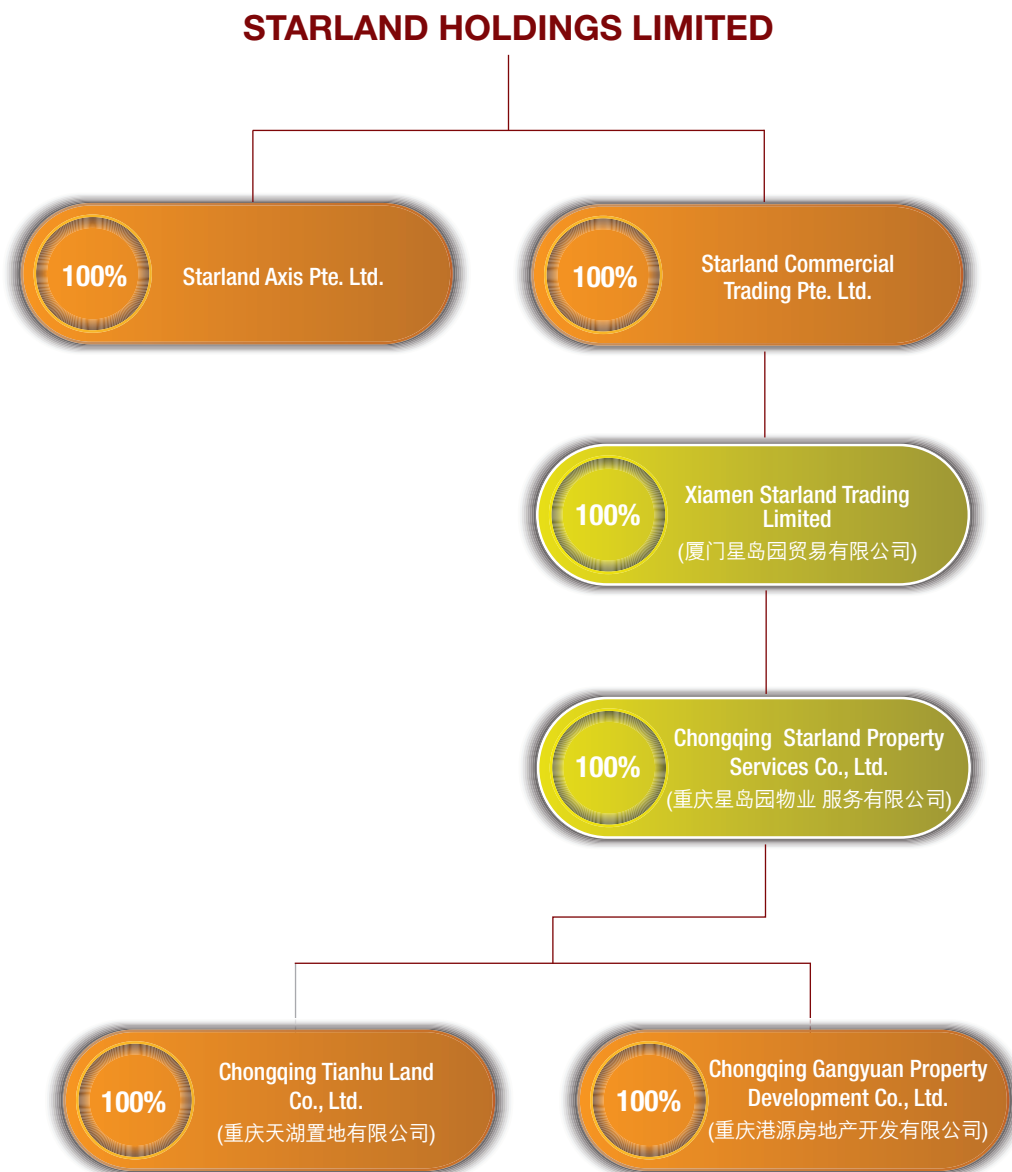 STARLAND HOLDINGS LIMITED
100%
Starland Axis Pte. Ltd.
100%
Starland Commercial
Trading Pte. Ltd.
100%
Xiamen Starland Trading
Limited
(厦门星岛园贸易有限公司)
100%
Chongqing Starland Property
Services Co., Ltd.
(重庆星岛园物业 服务有限公司)
100%
Chongqing Tianhu Land
Co., Ltd.
(重庆天湖置地有限公司)
100%
Chongqing Gangyuan Property
Development Co., Ltd.
(重庆港源房地产开发有限公司)